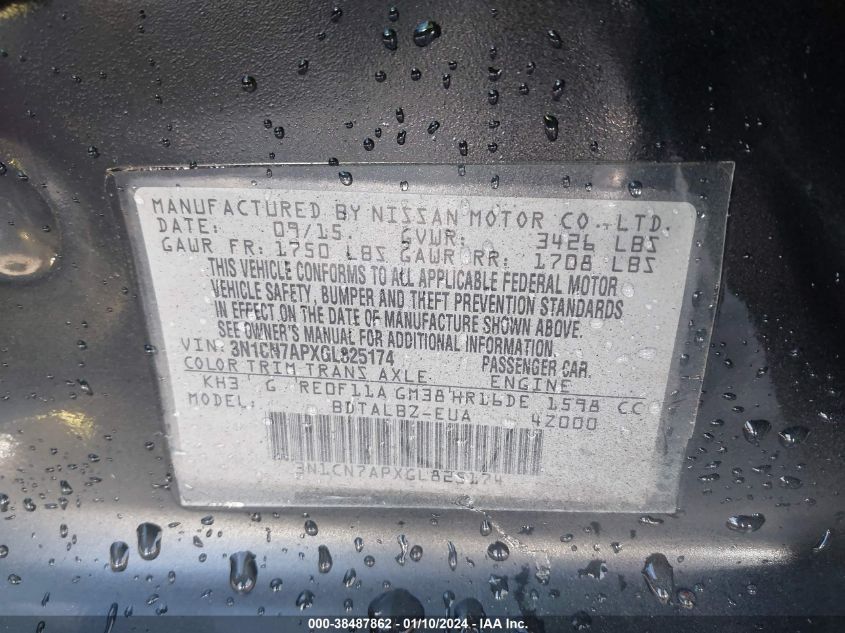 MANUFACTURED BY NISSAN MOTOR CO., LTD.
DATE: 09/15 GVWR: 3426 LBS
GAWR FR: 1750 LBS GAWR RR: 1708 LBS
THIS VEHICLE CONFORMS TO ALL APPLICABLE FEDERAL MOTOR
VEHICLE SAFETY, BUMPER AND THEFT PREVENTION STANDARDS
IN EFFECT ON THE DATE OF MANUFACTURE SHOWN ABOVE.
SEE OWNER'S MANUAL FOR ADDITIONAL INFORMATION.
VIN: 3N1CN7APXGL825174 PASSENGER CAR.
COLOR TRIM TRANS AXLE ENGINE
KH3 G RE0F11A GM38 HR16DE 1598 CC
MODEL: BDTALBZ-EUA 42000
3N1CN7APXGL825174
000-38487862 - 01/10/2024 - IAA Inc.